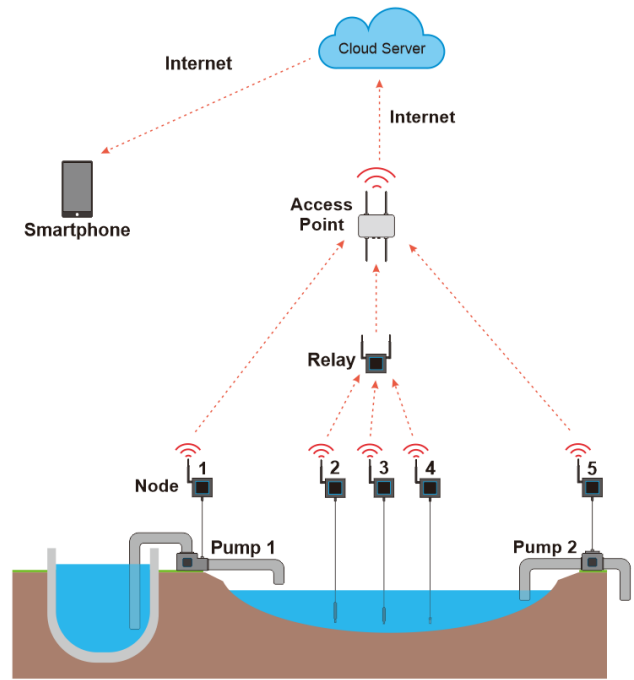 Cloud Server
Internet
Internet
Access
Point
Smartphone
Relay
1
2
3
4
5
Node
Pump 1
Pump 2